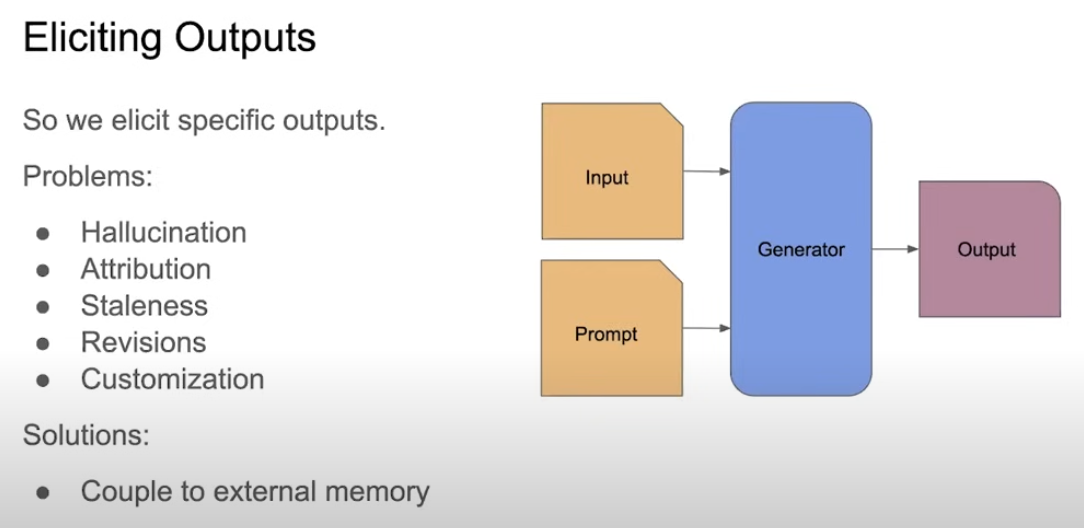 Eliciting Outputs
So we elicit specific outputs.
Problems:
● Hallucination
● Attribution
● Staleness
● Revisions
● Customization
Solutions:
● Couple to external memory
Input
Prompt
Generator
Output